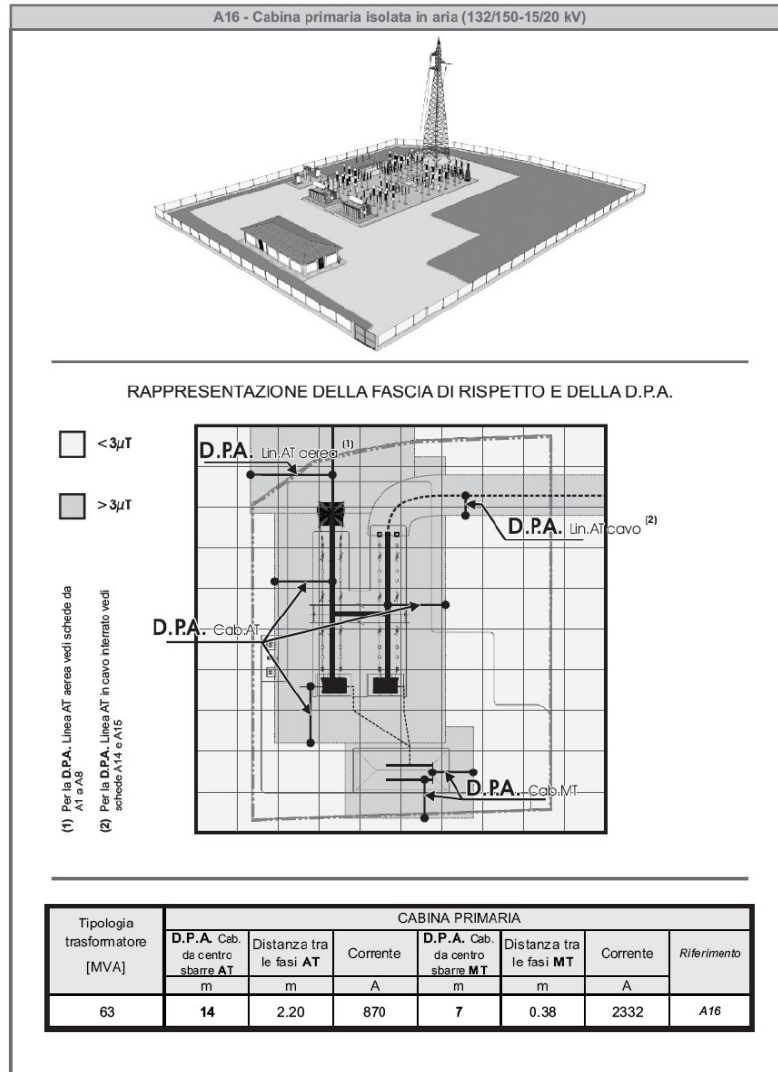 A16 - Cabina primaria isolata in aria (132/150-15/20 kV)
RAPPRESENTAZIONE DELLA FASCIA DI RISPETTO E DELLA D.P.A.
< 3μT
> 3μT
D.P.A. Lin.AT aerea (1)
D.P.A. Lin.AT cavo (2)
D.P.A. Cab.AT
D.P.A. Cab.MT
(1) Per la D.P.A. Linea AT aerea vedi schede da
A1 a A8
(2) Per la D.P.A. Linea AT in cavo interrato vedi
schede A14 e A15
Tipologia
trasformatore
[MVA]
CABINA PRIMARIA
D.P.A. Cab.
da centro
sbarre AT
Distanza tra
le fasi AT
Corrente
D.P.A. Cab.
da centro
sbarre MT
Distanza tra
le fasi MT
Corrente
Riferimento
m m A m m A
63 14 2.20 870 7 0.38 2332 A16